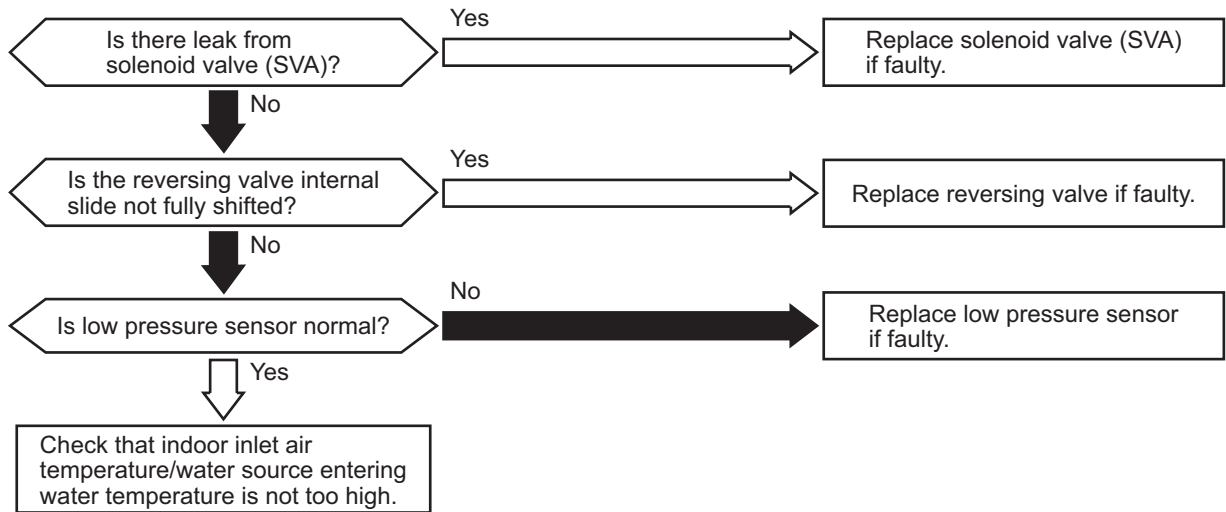 Is there leak from
solenoid valve (SVA)?
Yes
Replace solenoid valve (SVA)
if faulty.
No
Is the reversing valve internal
slide not fully shifted?
Yes
Replace reversing valve if faulty.
No
Is low pressure sensor normal?
No
Replace low pressure sensor
if faulty.
Yes
Check that indoor inlet air
temperature/water source entering
water temperature is not too high.